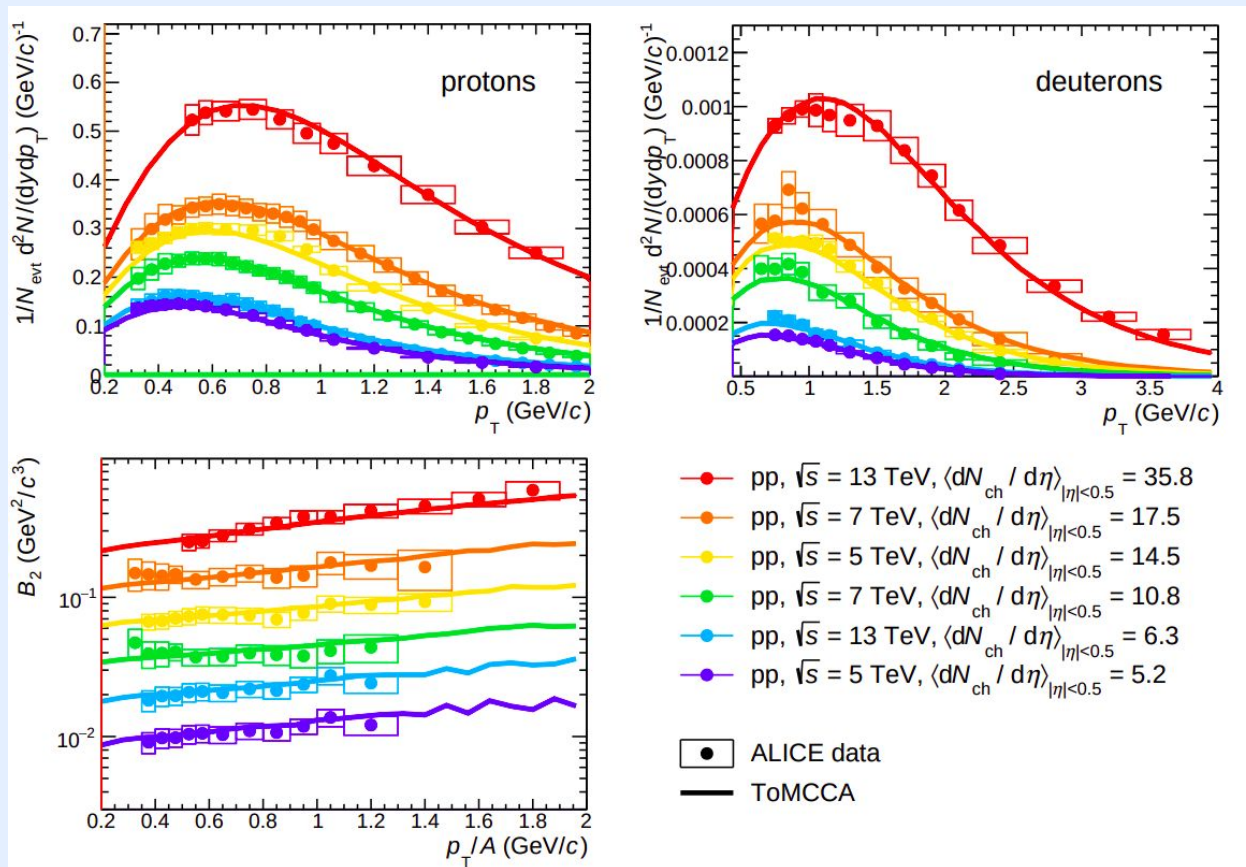 1/N_evt d²N/(dydp_T) (GeV/c)⁻¹
0.7
0.6
0.5
0.4
0.3
0.2
0.1
0
protons
0.2 0.4 0.6 0.8 1 1.2 1.4 1.6 1.8 2
p_T (GeV/c)
1/N_evt d²N/(dydp_T) (GeV/c)⁻¹
0.0012
0.001
0.0008
0.0006
0.0004
0.0002
deuterons
0.5 1 1.5 2 2.5 3 3.5 4
p_T (GeV/c)
B₂ (GeV²/c³)
10⁻¹
10⁻²
0.2 0.4 0.6 0.8 1 1.2 1.4 1.6 1.8 2
p_T/A (GeV/c)
pp, √s = 13 TeV, ⟨dN_ch / dη⟩_|η|<0.5 = 35.8
pp, √s = 7 TeV, ⟨dN_ch / dη⟩_|η|<0.5 = 17.5
pp, √s = 5 TeV, ⟨dN_ch / dη⟩_|η|<0.5 = 14.5
pp, √s = 7 TeV, ⟨dN_ch / dη⟩_|η|<0.5 = 10.8
pp, √s = 13 TeV, ⟨dN_ch / dη⟩_|η|<0.5 = 6.3
pp, √s = 5 TeV, ⟨dN_ch / dη⟩_|η|<0.5 = 5.2
ALICE data
ToMCCA